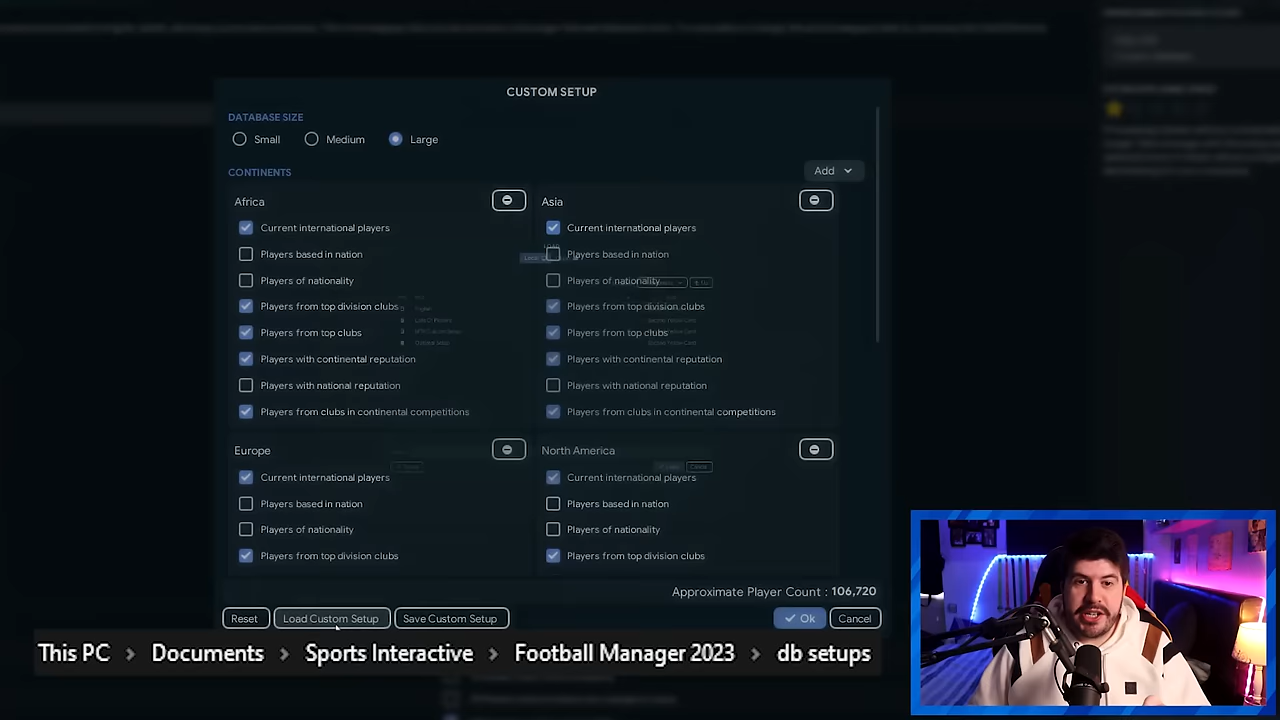 CUSTOM SETUP
DATABASE SIZE
Small Medium Large
CONTINENTS
Add
Africa
Current international players
Players based in nation
Players of nationality
Players from top division clubs
Players from top clubs
Players with continental reputation
Players with national reputation
Players from clubs in continental competitions
Asia
Current international players
Players based in nation
Players of nationality
Players from top division clubs
Players from top clubs
Players with continental reputation
Players with national reputation
Players from clubs in continental competitions
Europe
Current international players
Players based in nation
Players of nationality
Players from top division clubs
North America
Current international players
Players based in nation
Players of nationality
Players from top division clubs
Approximate Player Count : 106,720
Reset Load Custom Setup Save Custom Setup Ok Cancel
This PC > Documents > Sports Interactive > Football Manager 2023 > db setups